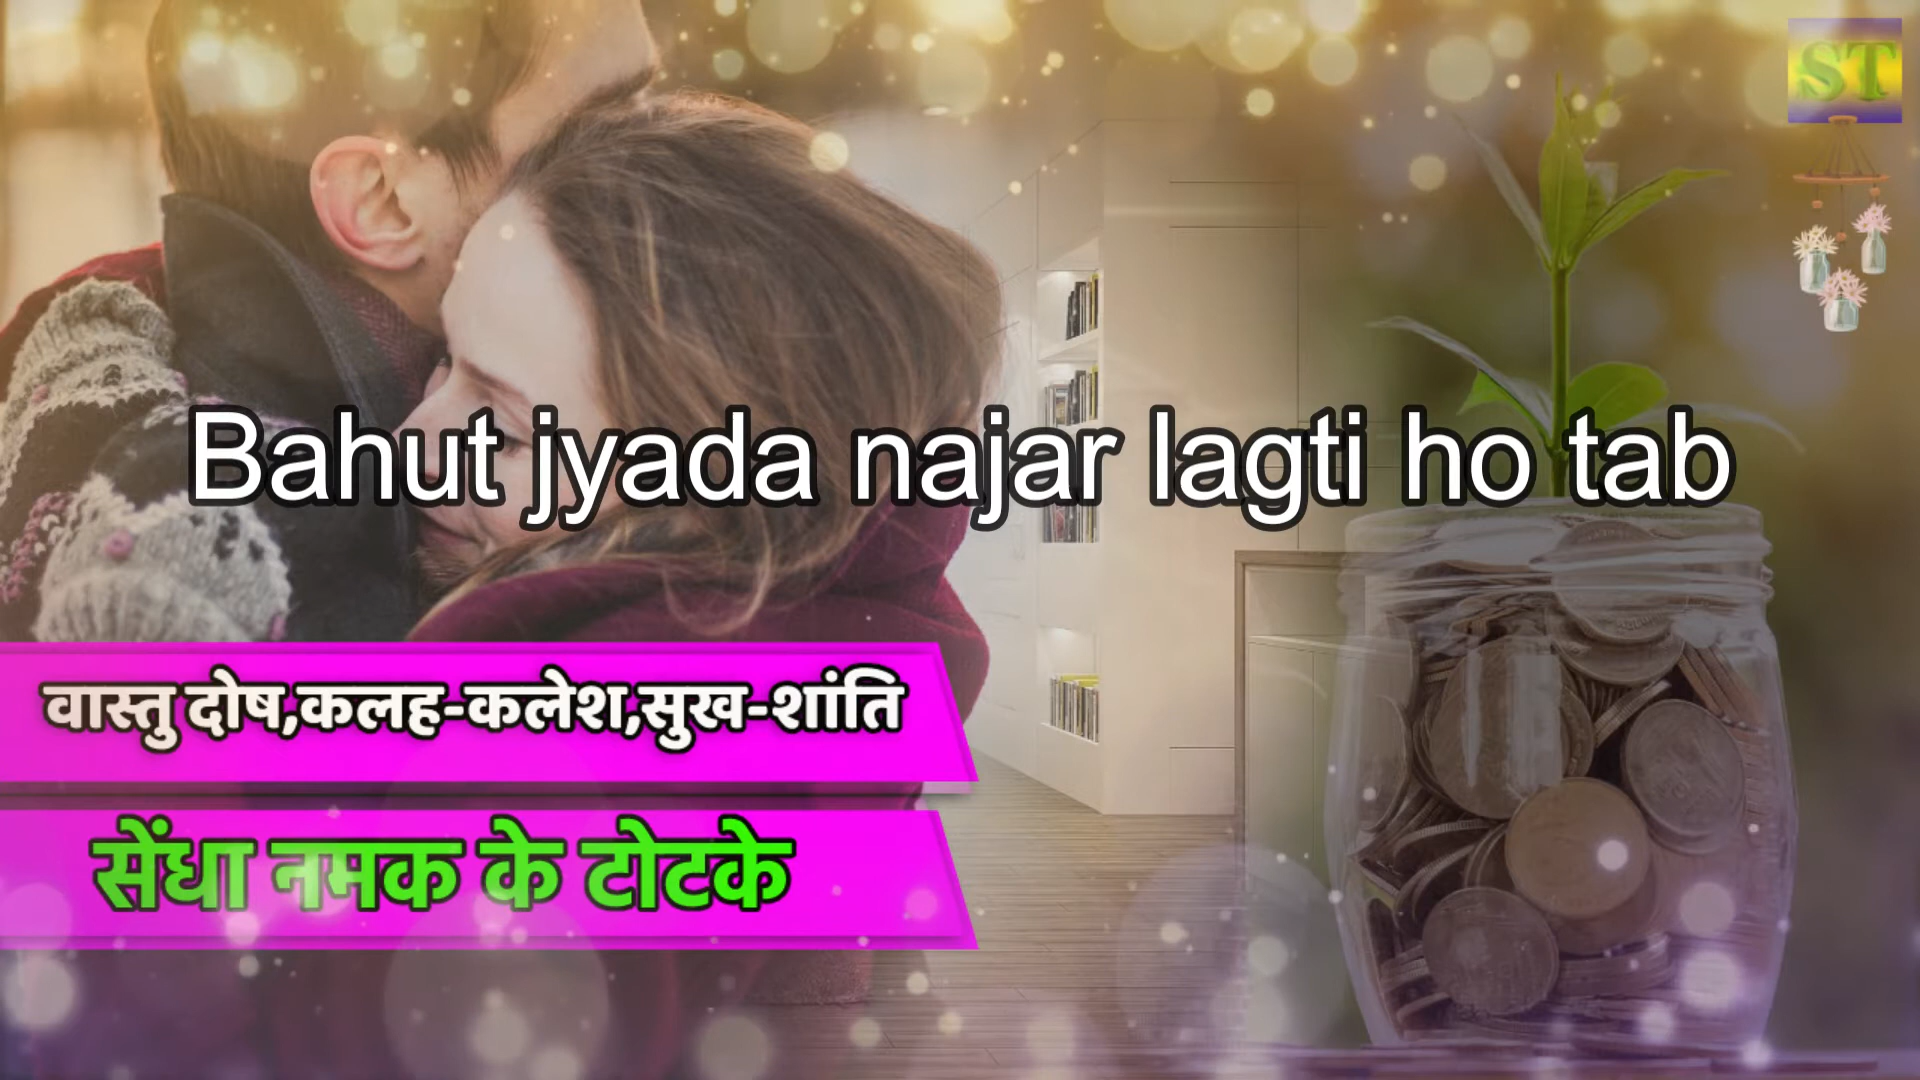 ST
Bahut jyada najar lagti ho tab
वास्तु दोष,कलह-कलेश,सुख-शांति
सेंधा नमक के टोटके